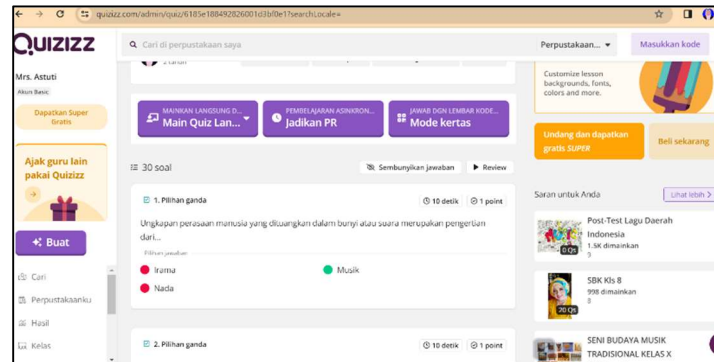 quizizz.com/admin/quiz/6185e188492826001d3bf0e1?searchLocale=
QUIZIZZ
Cari di perpustakaan saya
Perpustakaan...
Masukkan kode
Mrs. Astuti
Akun Basic
Dapatkan Super
Gratis
Ajak guru lain
pakai Quizizz
Buat
Cari
Perpustakaanku
Hasil
Kelas
2 tahun
MAINKAN LANGSUNG D...
Main Quiz Lan...
PEMBELAJARAN ASINKRON...
Jadikan PR
JAWAB DGN LEMBAR KODE...
Mode kertas
30 soal
Sembunyikan jawaban
Review
1. Pilihan ganda
10 detik
1 point
Ungkapan perasaan manusia yang dituangkan dalam bunyi atau suara merupakan pengertian
dari...
Pilihan jawaban
Irama
Musik
Nada
2. Pilihan ganda
10 detik
1 point
Customize lesson
backgrounds, fonts,
colors and more.
Undang dan dapatkan
gratis SUPER
Beli sekarang
Saran untuk Anda
Lihat lebih >
Post-Test Lagu Daerah
Indonesia
1.5K dimainkan
0 Qs
SBK Kls 8
998 dimainkan
8
20 Qs
SENI BUDAYA MUSIK
TRADISIONAL KELAS X